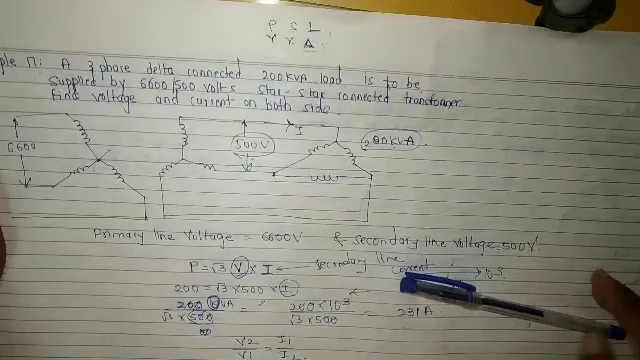 P S L
Y Y Δ
ple 17: A 3 phase delta connected 200KVA load is to be
supplied by 6600/500 volts star-star connected transformer
Find voltage and current on both side.
6600 500V I 200KVA
Primary line Voltage = 6600V & secondary line voltage = 500V.
P = √3 V × I ← secondary line current
10³
200 = √3 × 500 × I
200 KVA / √3 × 500 = 200 × 10³ / √3 × 500 = 231 A
V2 / V1 = I1 / I2